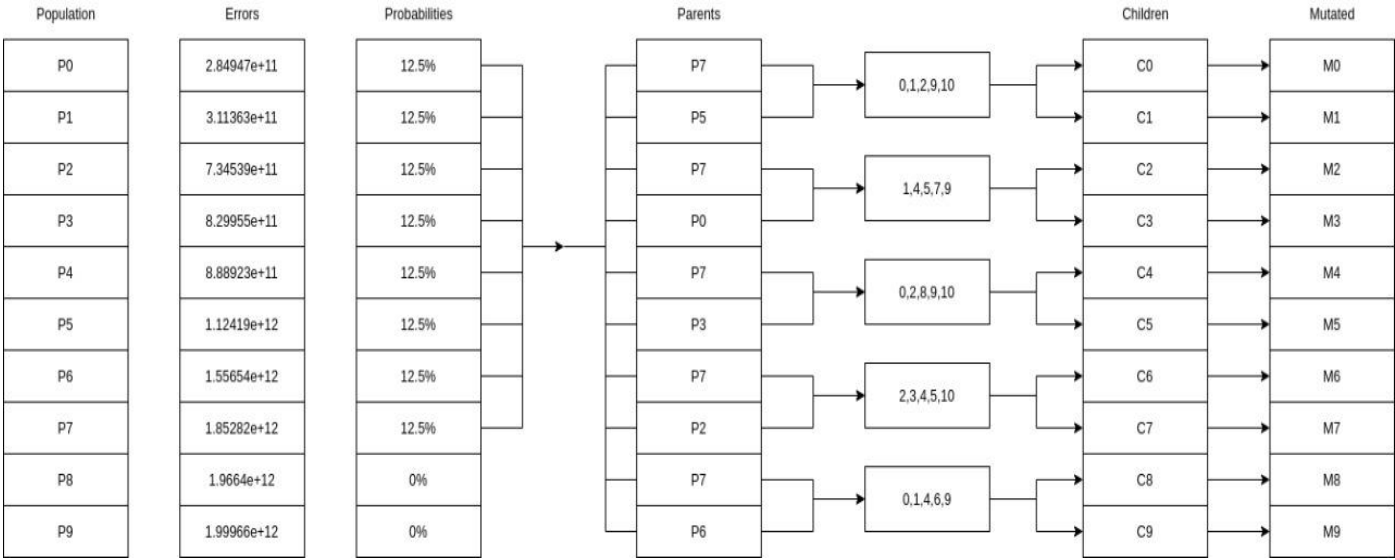 Population Errors Probabilities Parents Children Mutated
P0 2.84947e+11 12.5% P7 C0 M0
0,1,2,9,10
P1 3.11363e+11 12.5% P5 C1 M1
P2 7.34539e+11 12.5% P7 C2 M2
1,4,5,7,9
P3 8.29955e+11 12.5% P0 C3 M3
P4 8.88923e+11 12.5% P7 C4 M4
0,2,8,9,10
P5 1.12419e+12 12.5% P3 C5 M5
P6 1.55654e+12 12.5% P7 C6 M6
2,3,4,5,10
P7 1.85282e+12 12.5% P2 C7 M7
P8 1.9664e+12 0% P7 C8 M8
0,1,4,6,9
P9 1.99966e+12 0% P6 C9 M9